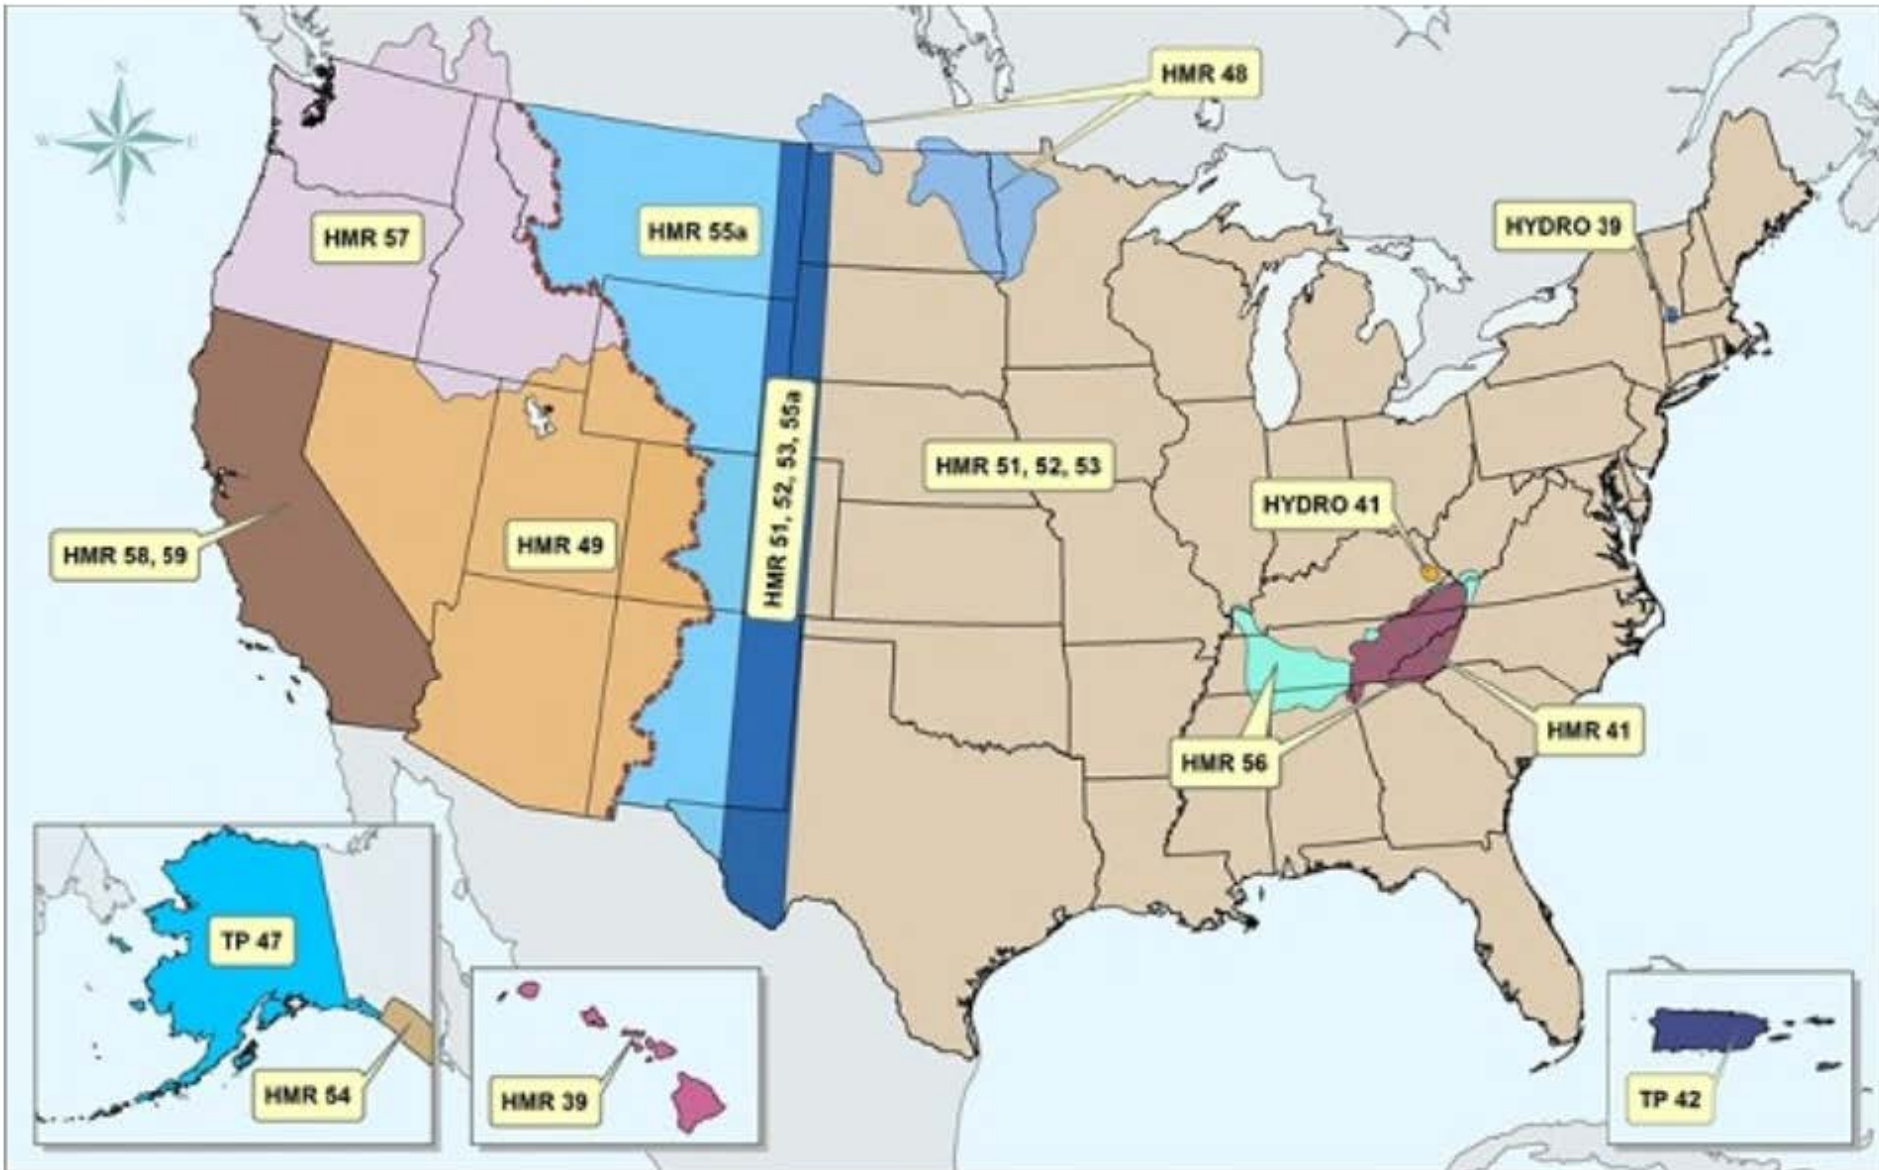 N
W
E
S
HMR 48
HYDRO 39
HMR 57
HMR 55a
HMR 51, 52, 53, 55a
HMR 51, 52, 53
HYDRO 41
HMR 58, 59
HMR 49
HMR 41
HMR 56
TP 47
HMR 54
HMR 39
TP 42